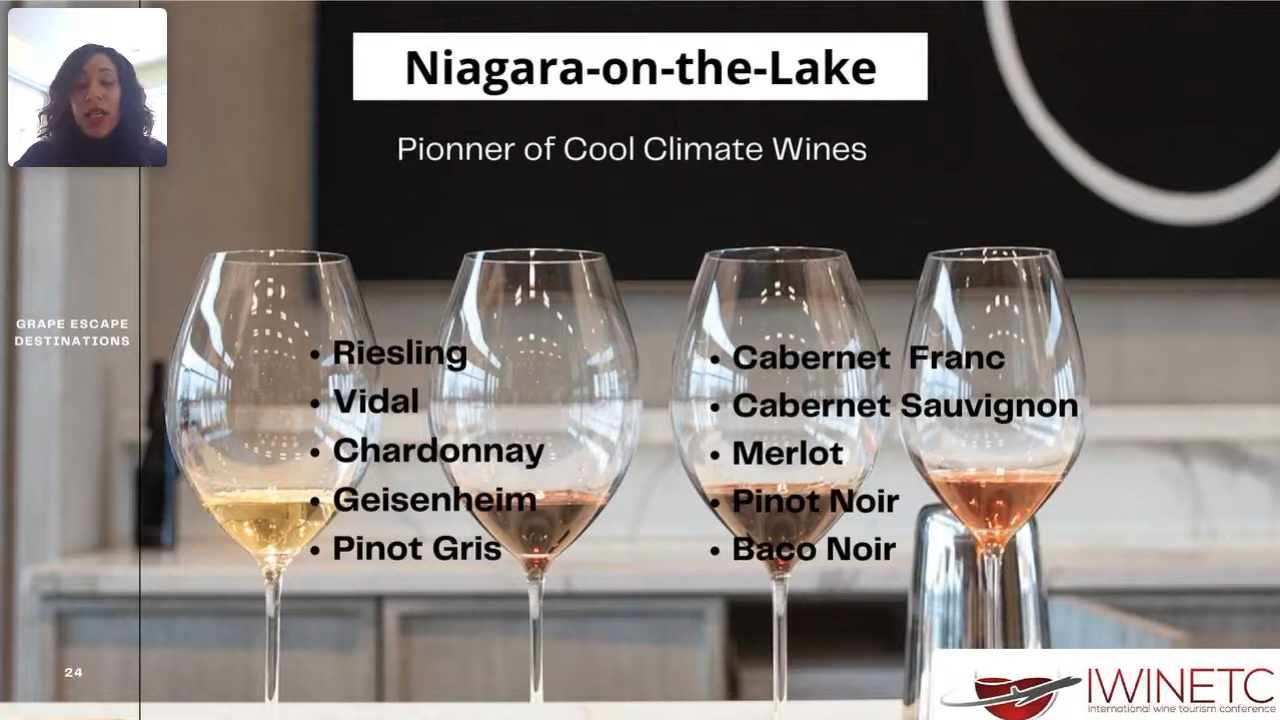 Niagara-on-the-Lake
Pionner of Cool Climate Wines
GRAPE ESCAPE
DESTINATIONS
• Riesling
• Vidal
• Chardonnay
• Geisenheim
• Pinot Gris
• Cabernet  Franc
• Cabernet Sauvignon
• Merlot
• Pinot Noir
• Baco Noir
24
IWINETC
international wine tourism conference